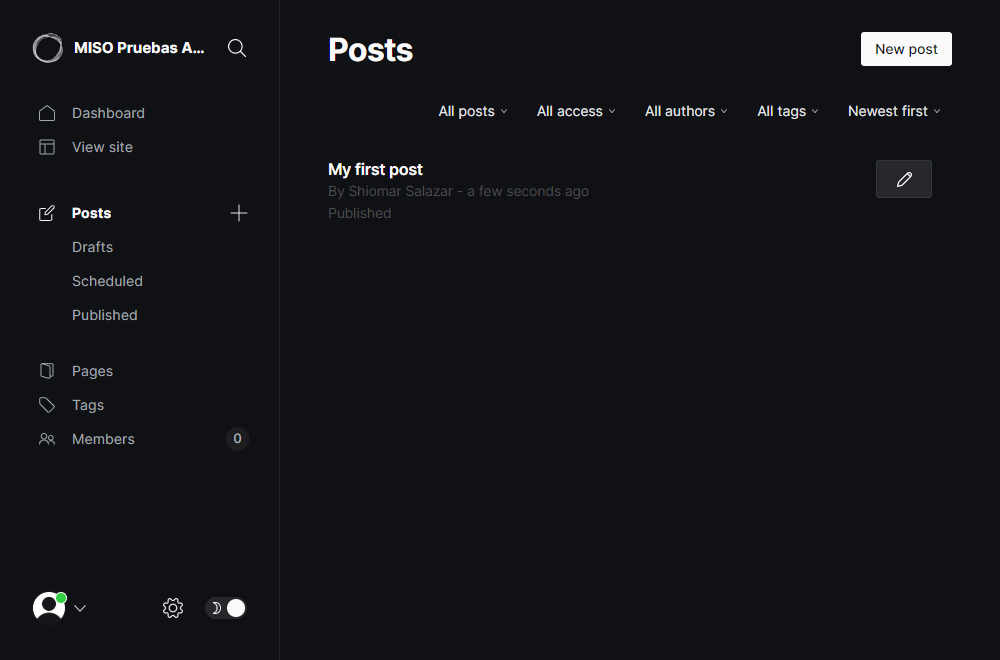 MISO Pruebas A...
Dashboard
View site
Posts
Drafts
Scheduled
Published
Pages
Tags
Members 0
Posts
New post
All posts All access All authors All tags Newest first
My first post
By Shiomar Salazar - a few seconds ago
Published